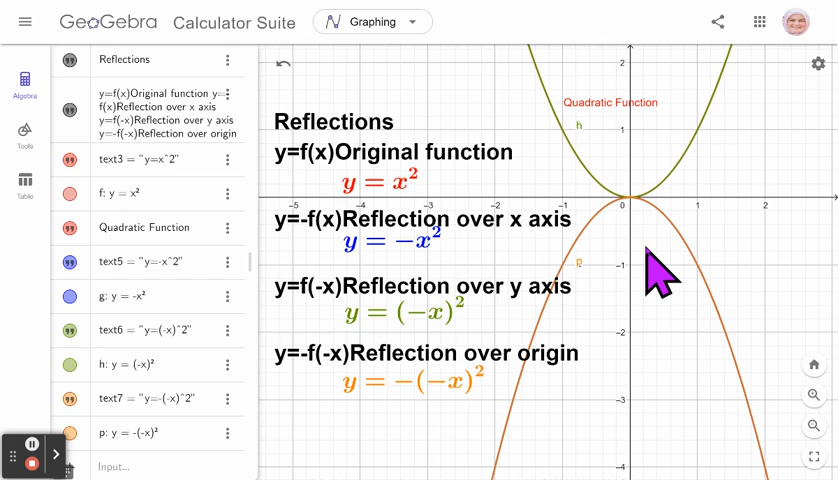 GeoGebra Calculator Suite Graphing
Reflections
y=f(x)Original function y=
f(x)Reflection over x axis
y=f(-x)Reflection over y axis
y=-f(-x)Reflection over origin
text3 = "y=x^2"
f: y = x²
Quadratic Function
text5 = "y=-x^2"
g: y = -x²
text6 = "y=(-x)^2"
h: y = (-x)²
text7 = "y=-(-x)^2"
p: y = -(-x)²
Input...
Algebra
Tools
Table
Reflections
y=f(x)Original function
y = x²
y=-f(x)Reflection over x axis
y = −x²
y=f(-x)Reflection over y axis
y = (−x)²
y=-f(-x)Reflection over origin
y = −(−x)²
Quadratic Function
h
p
2
1
−5 −4 −3 −2 −1 0 1 2
−1
−2
−3
−4